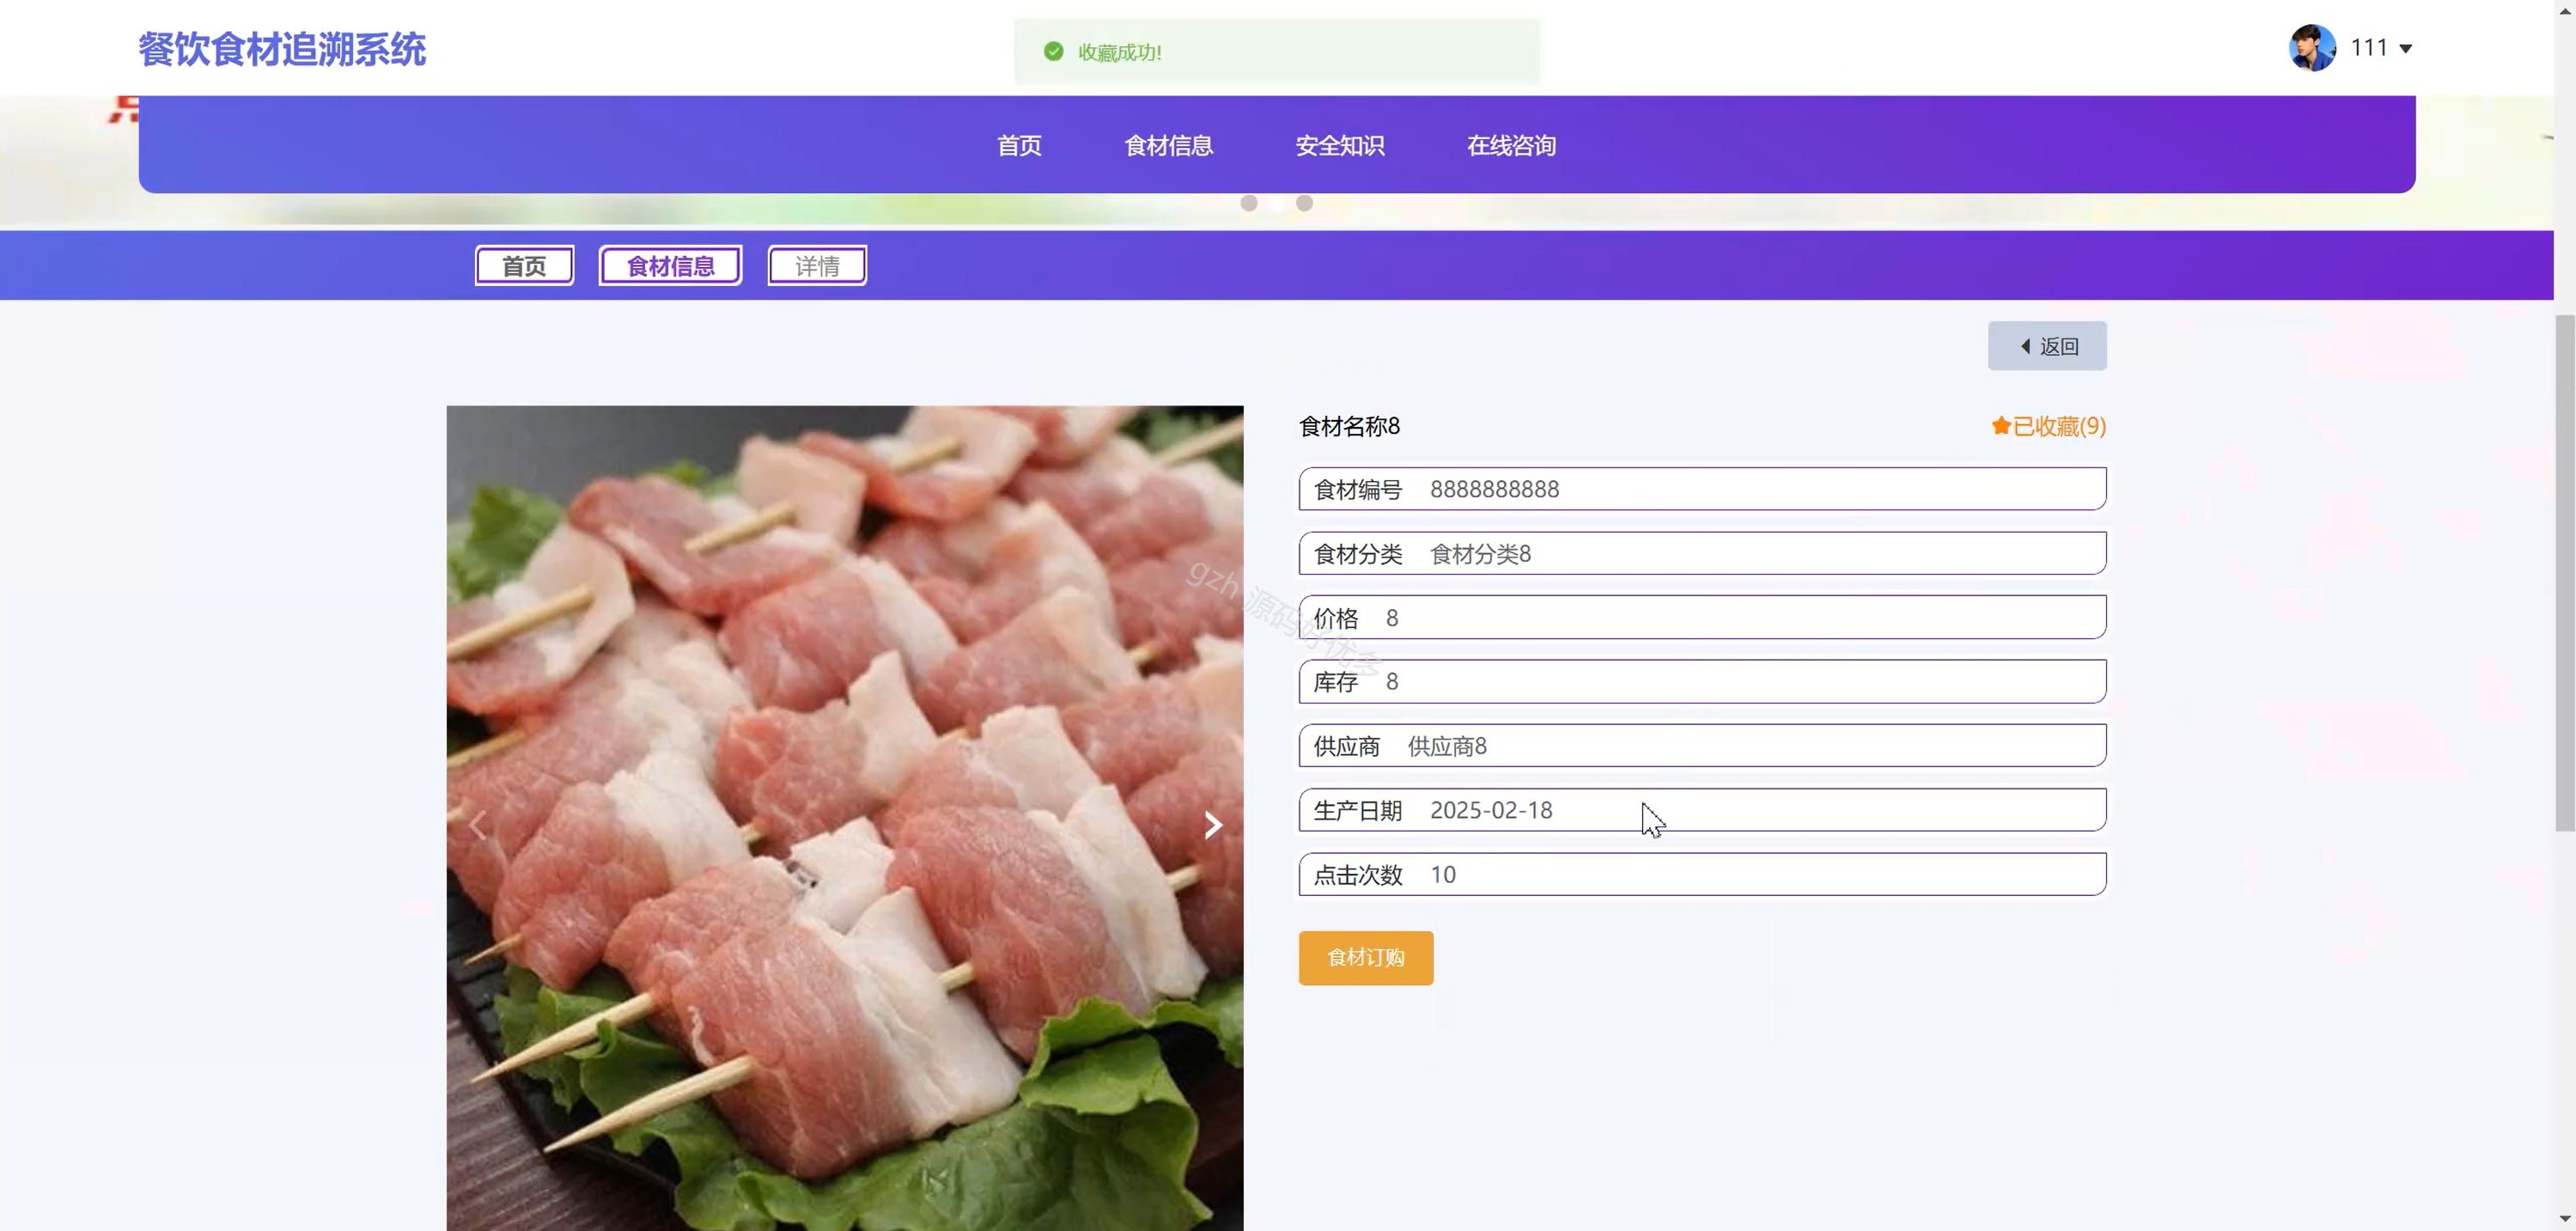 餐饮食材追溯系统
收藏成功!
111
首页 食材信息 安全知识 在线咨询
首页 食材信息 详情
返回
食材名称8
已收藏(9)
食材编号 8888888888
食材分类 食材分类8
价格 8
库存 8
供应商 供应商8
生产日期 2025-02-18
点击次数 10
食材订购
gzh 源码好优多